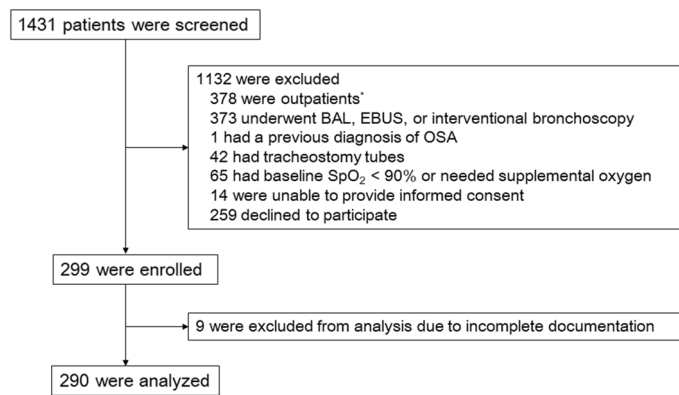 1431 patients were screened
1132 were excluded
378 were outpatients*
373 underwent BAL, EBUS, or interventional bronchoscopy
1 had a previous diagnosis of OSA
42 had tracheostomy tubes
65 had baseline SpO₂ < 90% or needed supplemental oxygen
14 were unable to provide informed consent
259 declined to participate
299 were enrolled
9 were excluded from analysis due to incomplete documentation
290 were analyzed